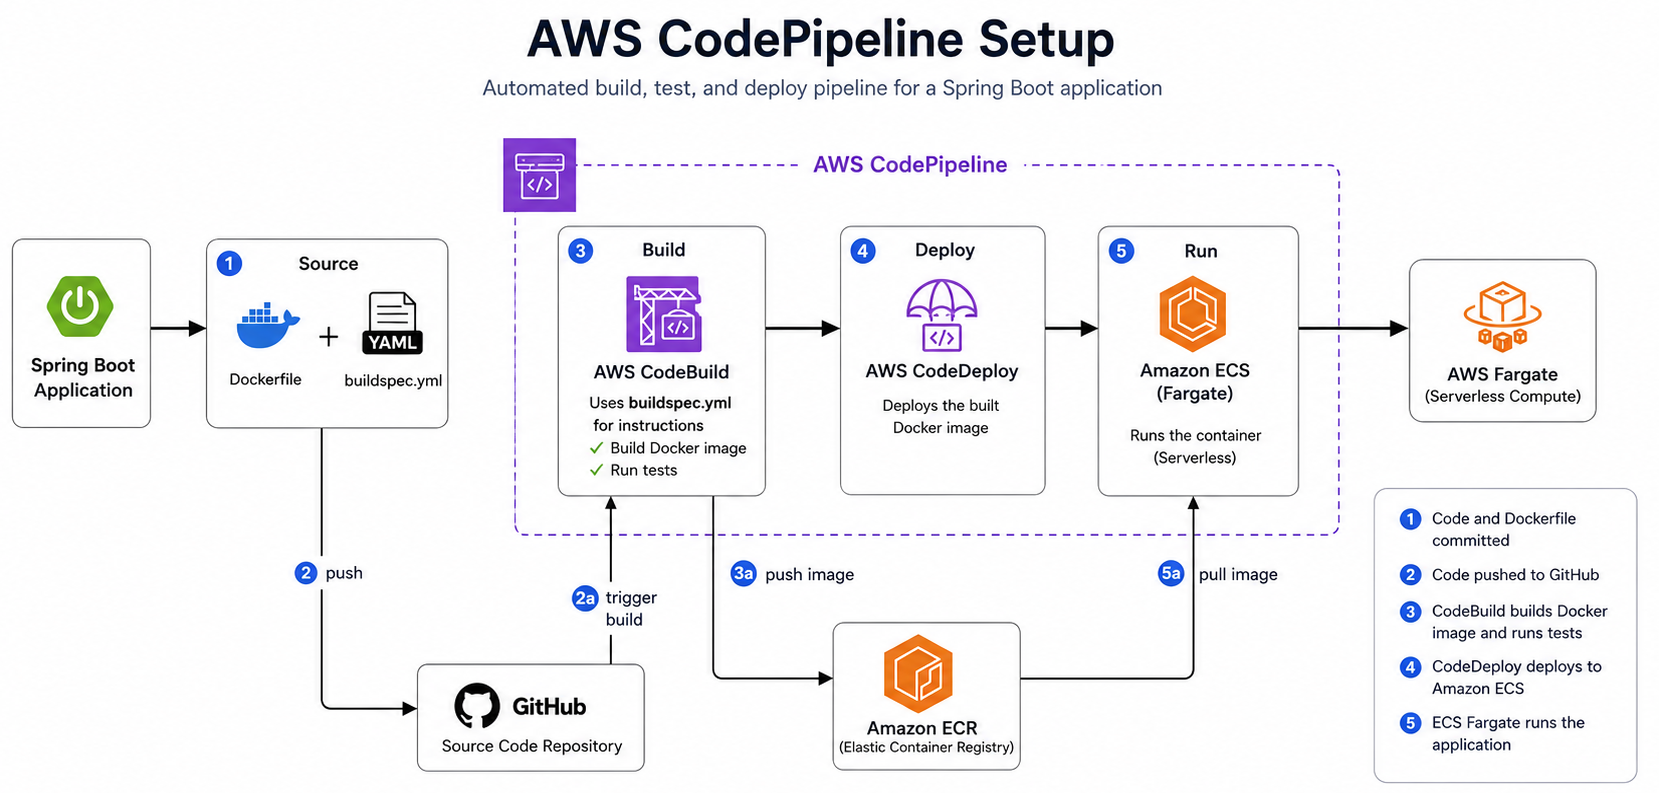 AWS CodePipeline Setup
Automated build, test, and deploy pipeline for a Spring Boot application
AWS CodePipeline
Spring Boot
Application
1
Source
+
YAML
Dockerfile
buildspec.yml
3
Build
AWS CodeBuild
Uses buildspec.yml
for instructions
✓ Build Docker image
✓ Run tests
4
Deploy
AWS CodeDeploy
Deploys the built
Docker image
5
Run
Amazon ECS
(Fargate)
Runs the container
(Serverless)
AWS Fargate
(Serverless Compute)
2 push
2a trigger
build
3a push image
5a pull image
GitHub
Source Code Repository
Amazon ECR
(Elastic Container Registry)
1 Code and Dockerfile
committed
2 Code pushed to GitHub
3 CodeBuild builds Docker
image and runs tests
4 CodeDeploy deploys to
Amazon ECS
5 ECS Fargate runs the
application